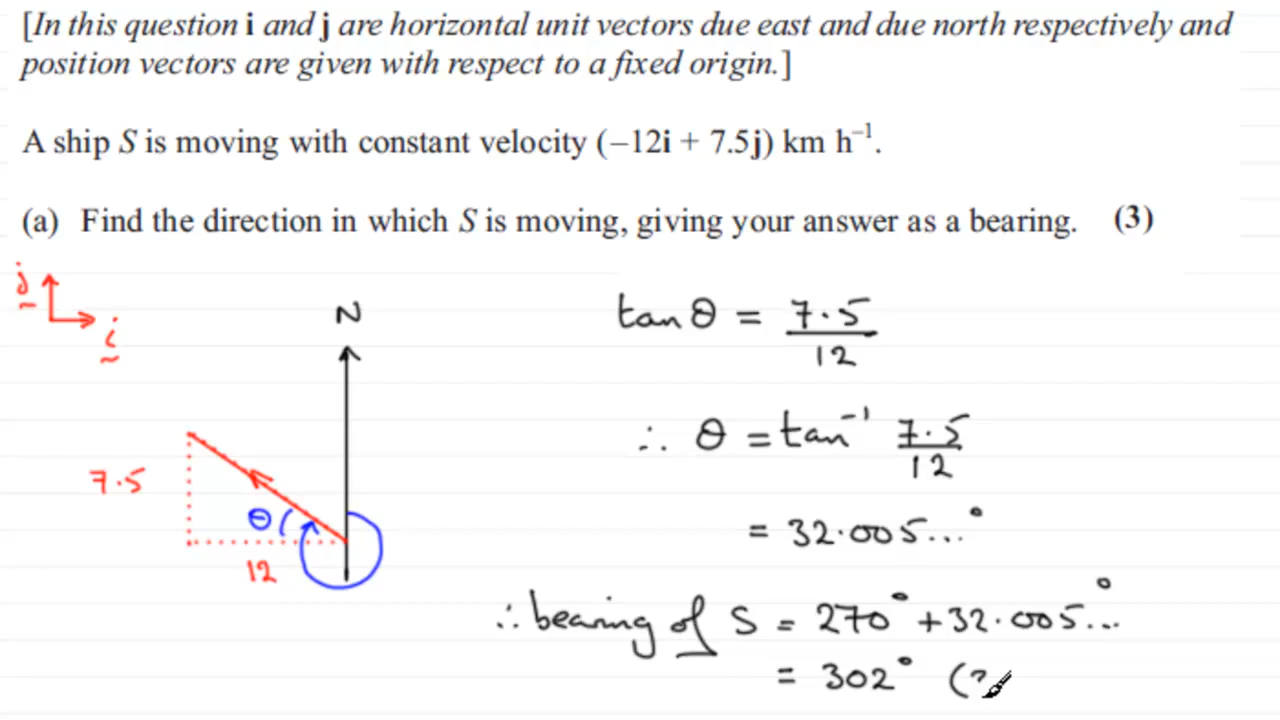 [In this question i and j are horizontal unit vectors due east and due north respectively and
position vectors are given with respect to a fixed origin.]
A ship S is moving with constant velocity (–12i + 7.5j) km h⁻¹.
(a) Find the direction in which S is moving, giving your answer as a bearing. (3)
j
i
N
7.5
θ
12
tan θ = 7.5/12
∴ θ = tan⁻¹ 7.5/12
= 32.005...°
∴ bearing of S = 270° + 32.005...°
= 302° (